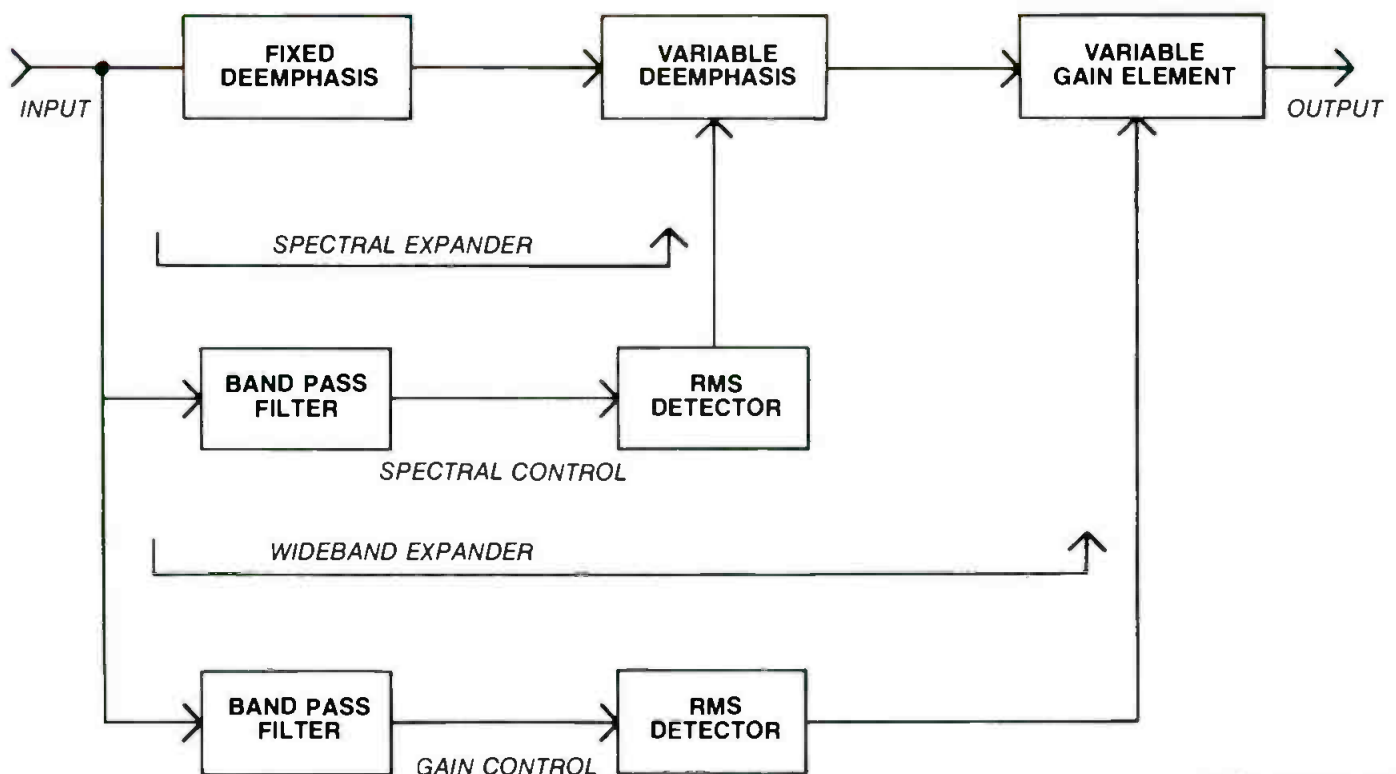 FIXED
DEEMPHASIS
VARIABLE
DEEMPHASIS
VARIABLE
GAIN ELEMENT
INPUT
OUTPUT
SPECTRAL EXPANDER
BAND PASS
FILTER
RMS
DETECTOR
SPECTRAL CONTROL
WIDEBAND EXPANDER
BAND PASS
FILTER
RMS
DETECTOR
GAIN CONTROL